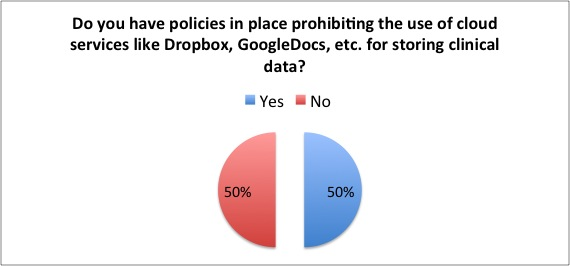 Do you have policies in place prohibiting the use of cloud
services like Dropbox, GoogleDocs, etc. for storing clinical
data?
Yes No
50% 50%